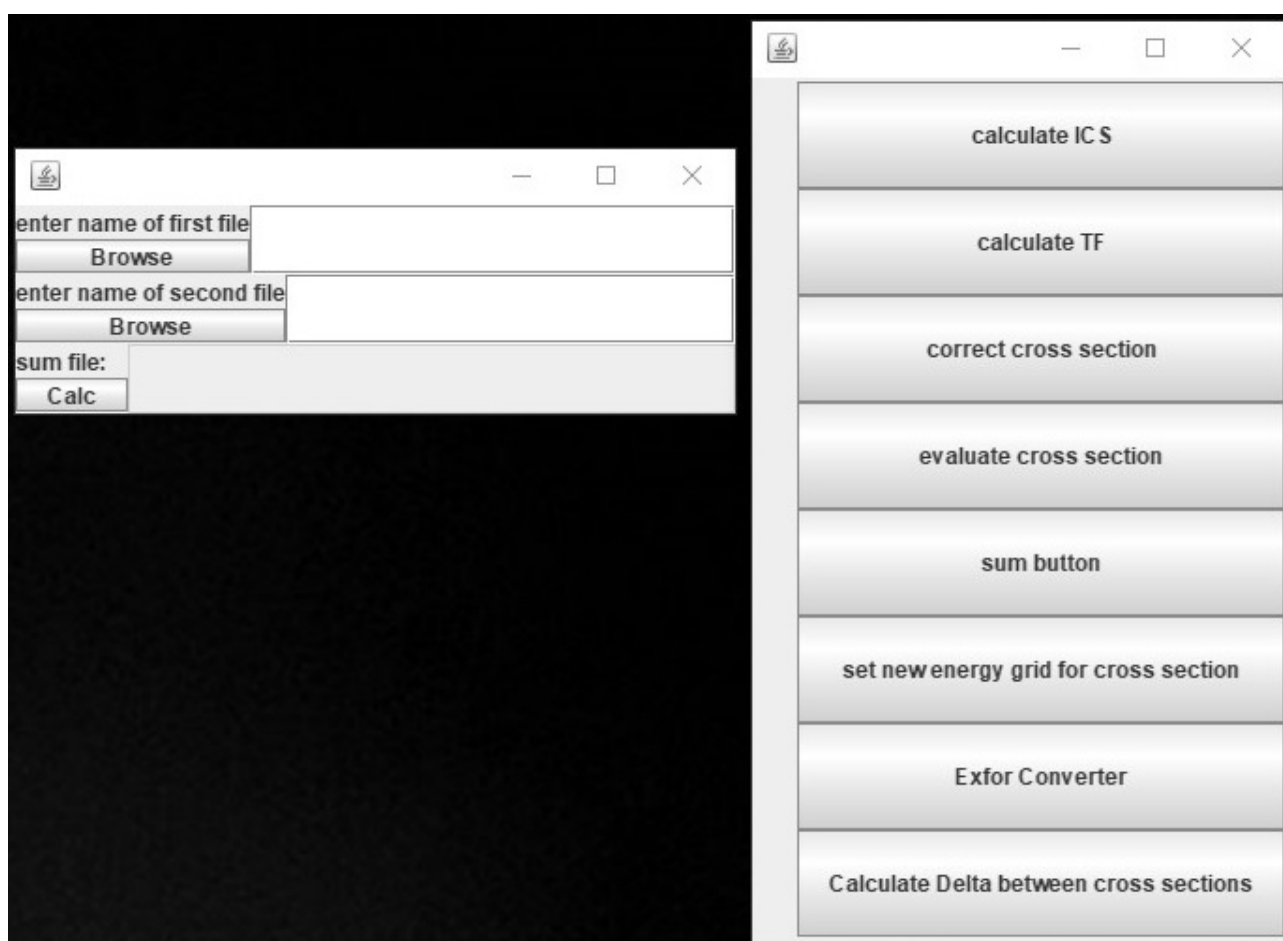 enter name of first file
Browse
enter name of second file
Browse
sum file:
Calc
calculate ICS
calculate TF
correct cross section
evaluate cross section
sum button
set new energy grid for cross section
Exfor Converter
Calculate Delta between cross sections